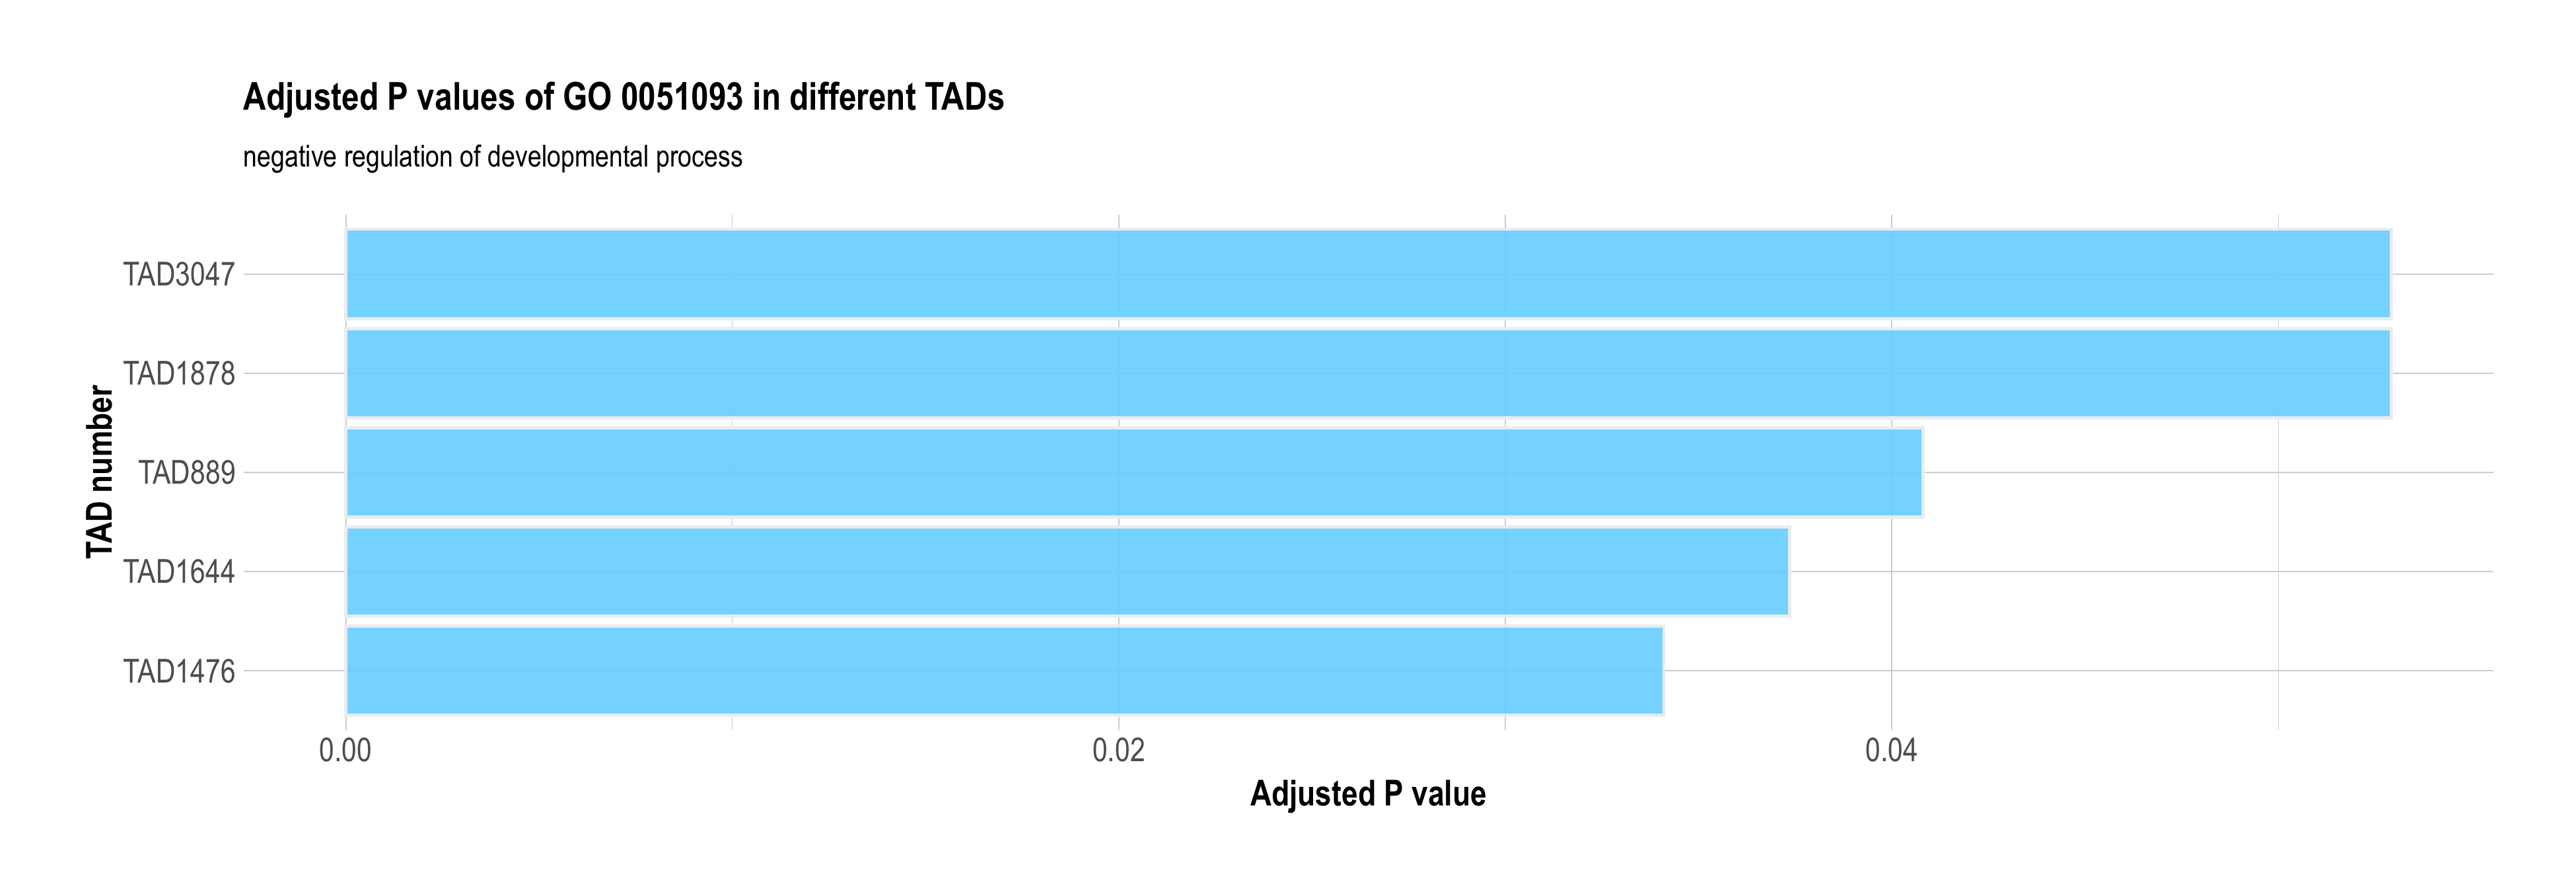 Adjusted P values of GO 0051093 in different TADs
negative regulation of developmental process
TAD number
TAD3047
TAD1878
TAD889
TAD1644
TAD1476
0.00 0.02 0.04
Adjusted P value